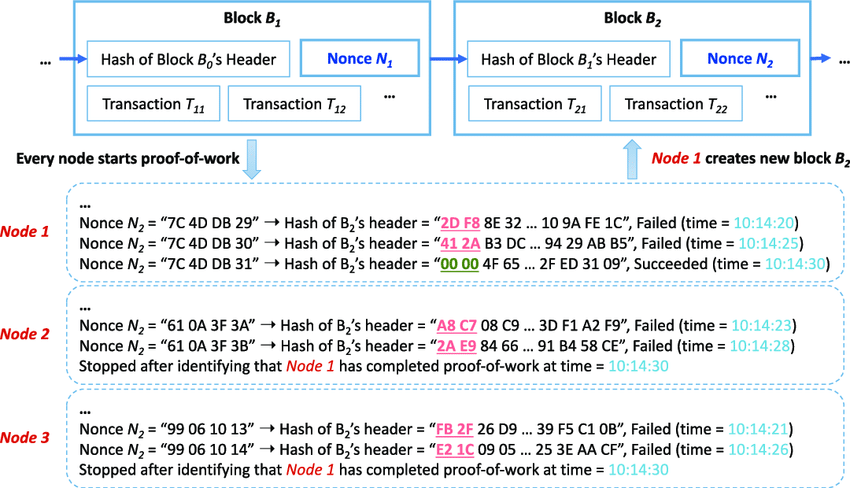 Block B1
Block B2
...
Hash of Block B0's Header
Nonce N1
Hash of Block B1's Header
Nonce N2
...
Transaction T11
Transaction T12
...
Transaction T21
Transaction T22
...
Every node starts proof-of-work
Node 1 creates new block B2
...
Node 1
Nonce N2 = “7C 4D DB 29” ➝ Hash of B2's header = “2D F8 8E 32 ... 10 9A FE 1C”, Failed (time = 10:14:20)
Nonce N2 = “7C 4D DB 30” ➝ Hash of B2's header = “41 2A B3 DC ... 94 29 AB B5”, Failed (time = 10:14:25)
Nonce N2 = “7C 4D DB 31” ➝ Hash of B2's header = “00 00 4F 65 ... 2F ED 31 09”, Succeeded (time = 10:14:30)
...
Node 2
Nonce N2 = “61 0A 3F 3A” ➝ Hash of B2's header = “A8 C7 08 C9 ... 3D F1 A2 F9”, Failed (time = 10:14:23)
Nonce N2 = “61 0A 3F 3B” ➝ Hash of B2's header = “2A E9 84 66 ... 91 B4 58 CE”, Failed (time = 10:14:28)
Stopped after identifying that Node 1 has completed proof-of-work at time = 10:14:30
...
Node 3
Nonce N2 = “99 06 10 13” ➝ Hash of B2's header = “FB 2F 26 D9 ... 39 F5 C1 0B”, Failed (time = 10:14:21)
Nonce N2 = “99 06 10 14” ➝ Hash of B2's header = “E2 1C 09 05 ... 25 3E AA CF”, Failed (time = 10:14:26)
Stopped after identifying that Node 1 has completed proof-of-work at time = 10:14:30